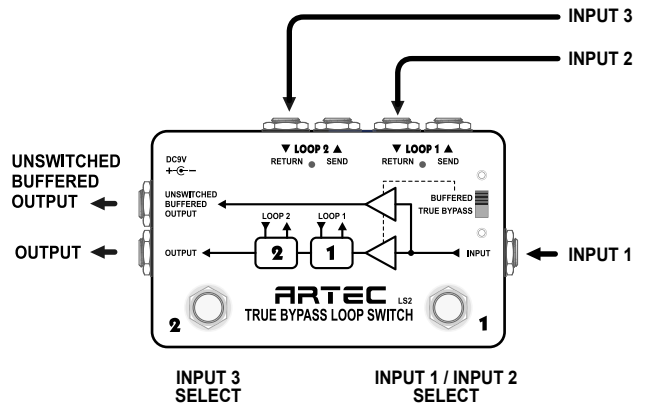 INPUT 3
INPUT 2
▼ LOOP 2 ▲
RETURN SEND
▼ LOOP 1 ▲
RETURN SEND
DC9V
+ -
UNSWITCHED
BUFFERED
OUTPUT
UNSWITCHED
BUFFERED
OUTPUT
BUFFERED
TRUE BYPASS
LOOP 2
LOOP 1
OUTPUT
OUTPUT
2
1
INPUT
INPUT 1
ARTEC LS2
TRUE BYPASS LOOP SWITCH
2
1
INPUT 3
SELECT
INPUT 1 / INPUT 2
SELECT